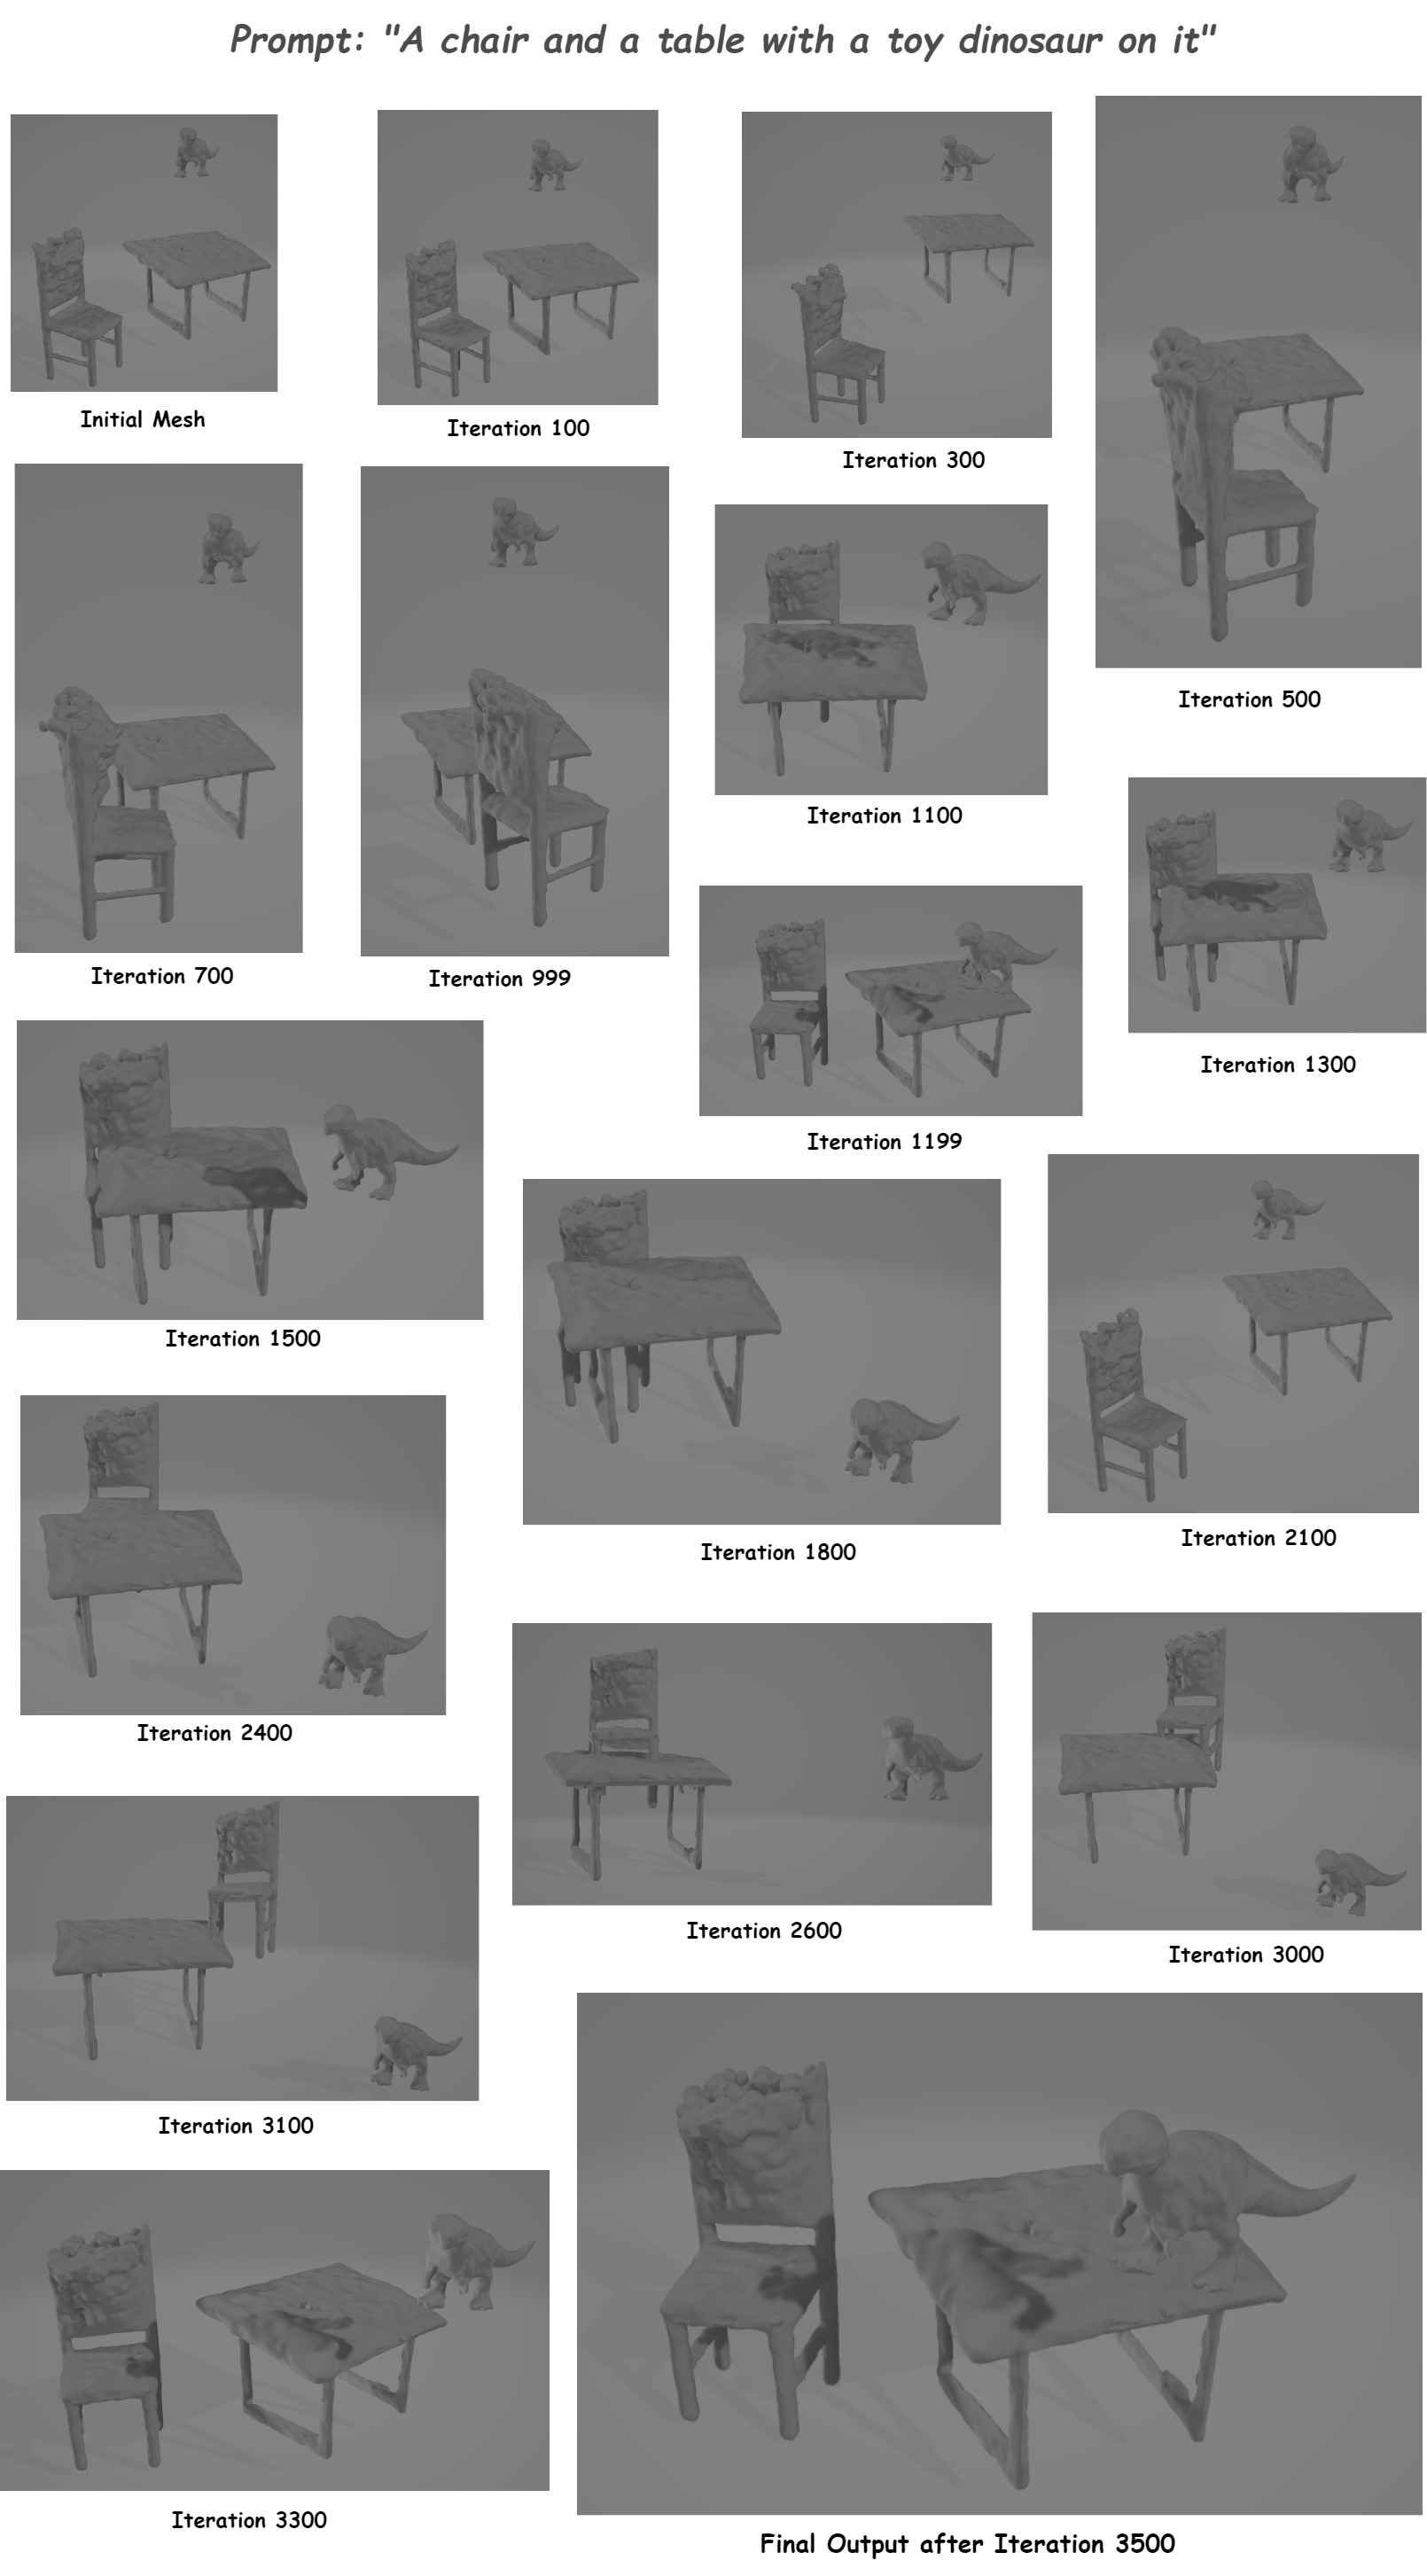 Prompt: "A chair and a table with a toy dinosaur on it"
Initial Mesh
Iteration 100
Iteration 300
Iteration 500
Iteration 700
Iteration 999
Iteration 1100
Iteration 1300
Iteration 1199
Iteration 1500
Iteration 1800
Iteration 2100
Iteration 2400
Iteration 2600
Iteration 3000
Iteration 3100
Iteration 3300
Final Output after Iteration 3500